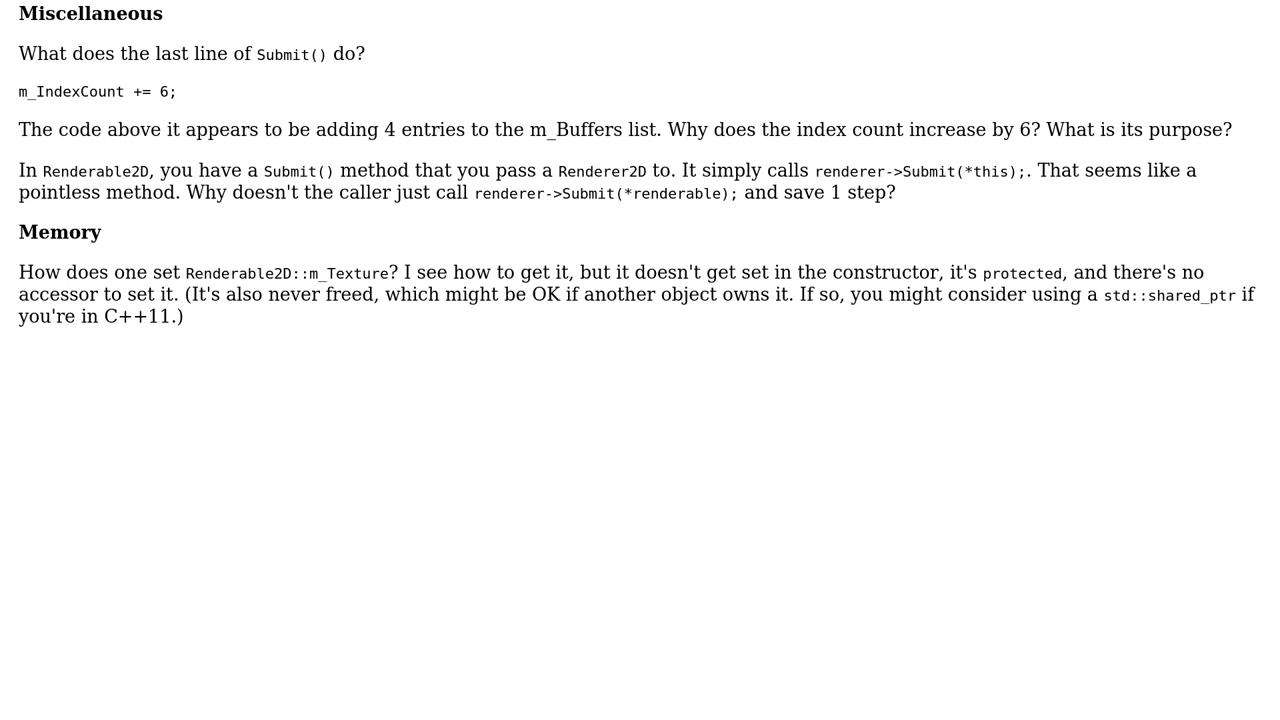 Miscellaneous
What does the last line of Submit() do?
m_IndexCount += 6;
The code above it appears to be adding 4 entries to the m_Buffers list. Why does the index count increase by 6? What is its purpose?
In Renderable2D, you have a Submit() method that you pass a Renderer2D to. It simply calls renderer->Submit(*this);. That seems like a
pointless method. Why doesn't the caller just call renderer->Submit(*renderable); and save 1 step?
Memory
How does one set Renderable2D::m_Texture? I see how to get it, but it doesn't get set in the constructor, it's protected, and there's no
accessor to set it. (It's also never freed, which might be OK if another object owns it. If so, you might consider using a std::shared_ptr if
you're in C++11.)